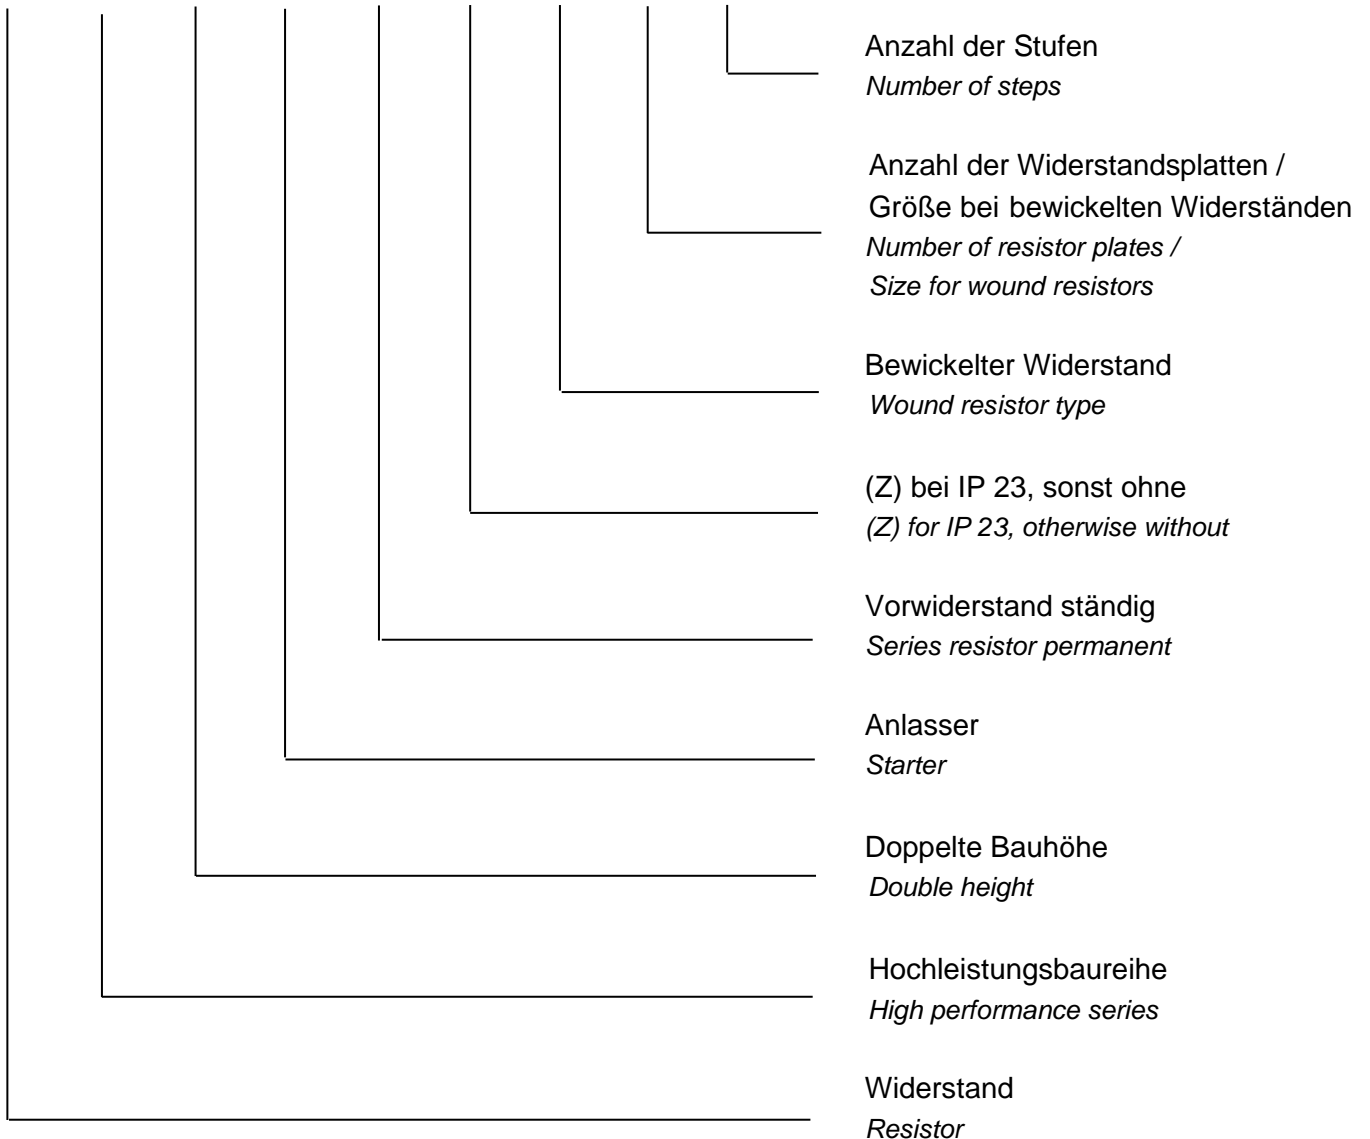 Anzahl der Stufen
Number of steps
Anzahl der Widerstandsplatten /
Größe bei bewickelten Widerständen
Number of resistor plates /
Size for wound resistors
Bewickelter Widerstand
Wound resistor type
(Z) bei IP 23, sonst ohne
(Z) for IP 23, otherwise without
Vorwiderstand ständig
Series resistor permanent
Anlasser
Starter
Doppelte Bauhöhe
Double height
Hochleistungsbaureihe
High performance series
Widerstand
Resistor